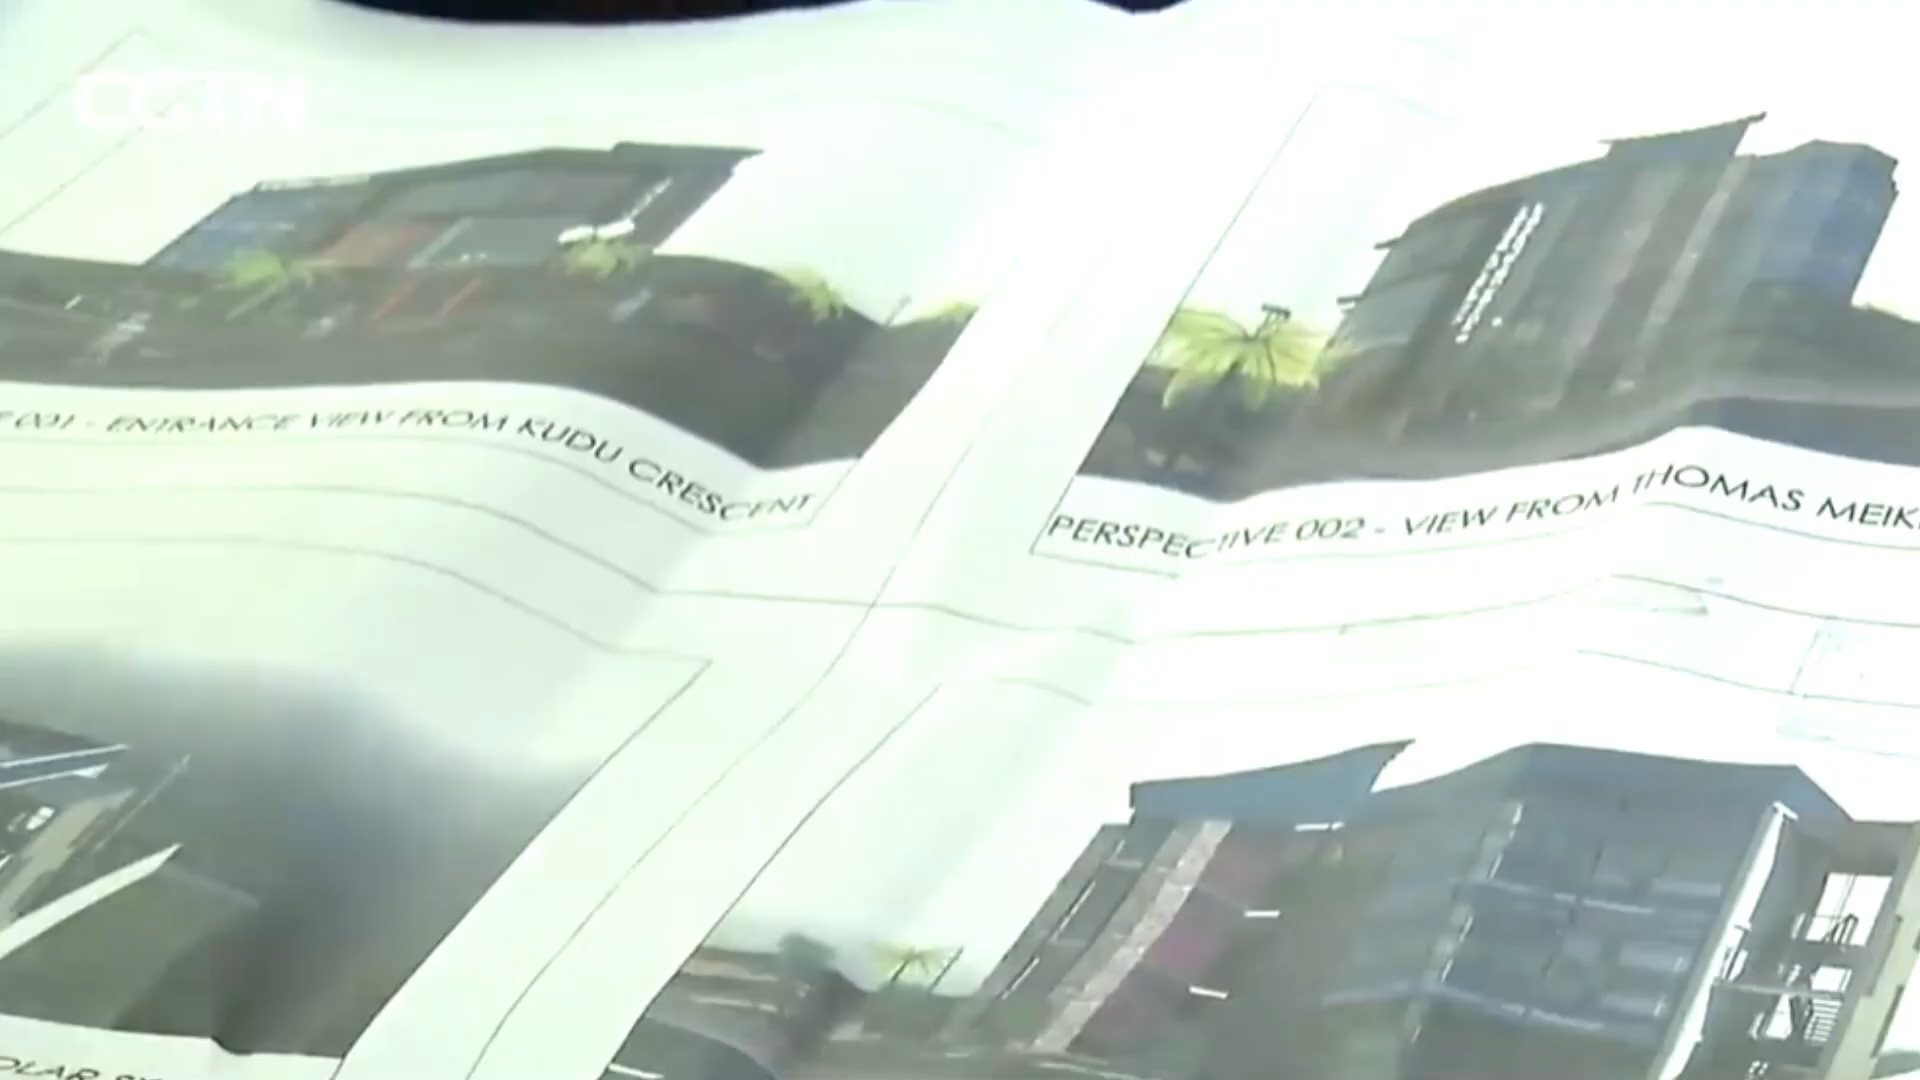 CGTN
001 - ENTRANCE VIEW FROM KUDU CRESCENT
PERSPECTIVE 002 - VIEW FROM THOMAS MEIK